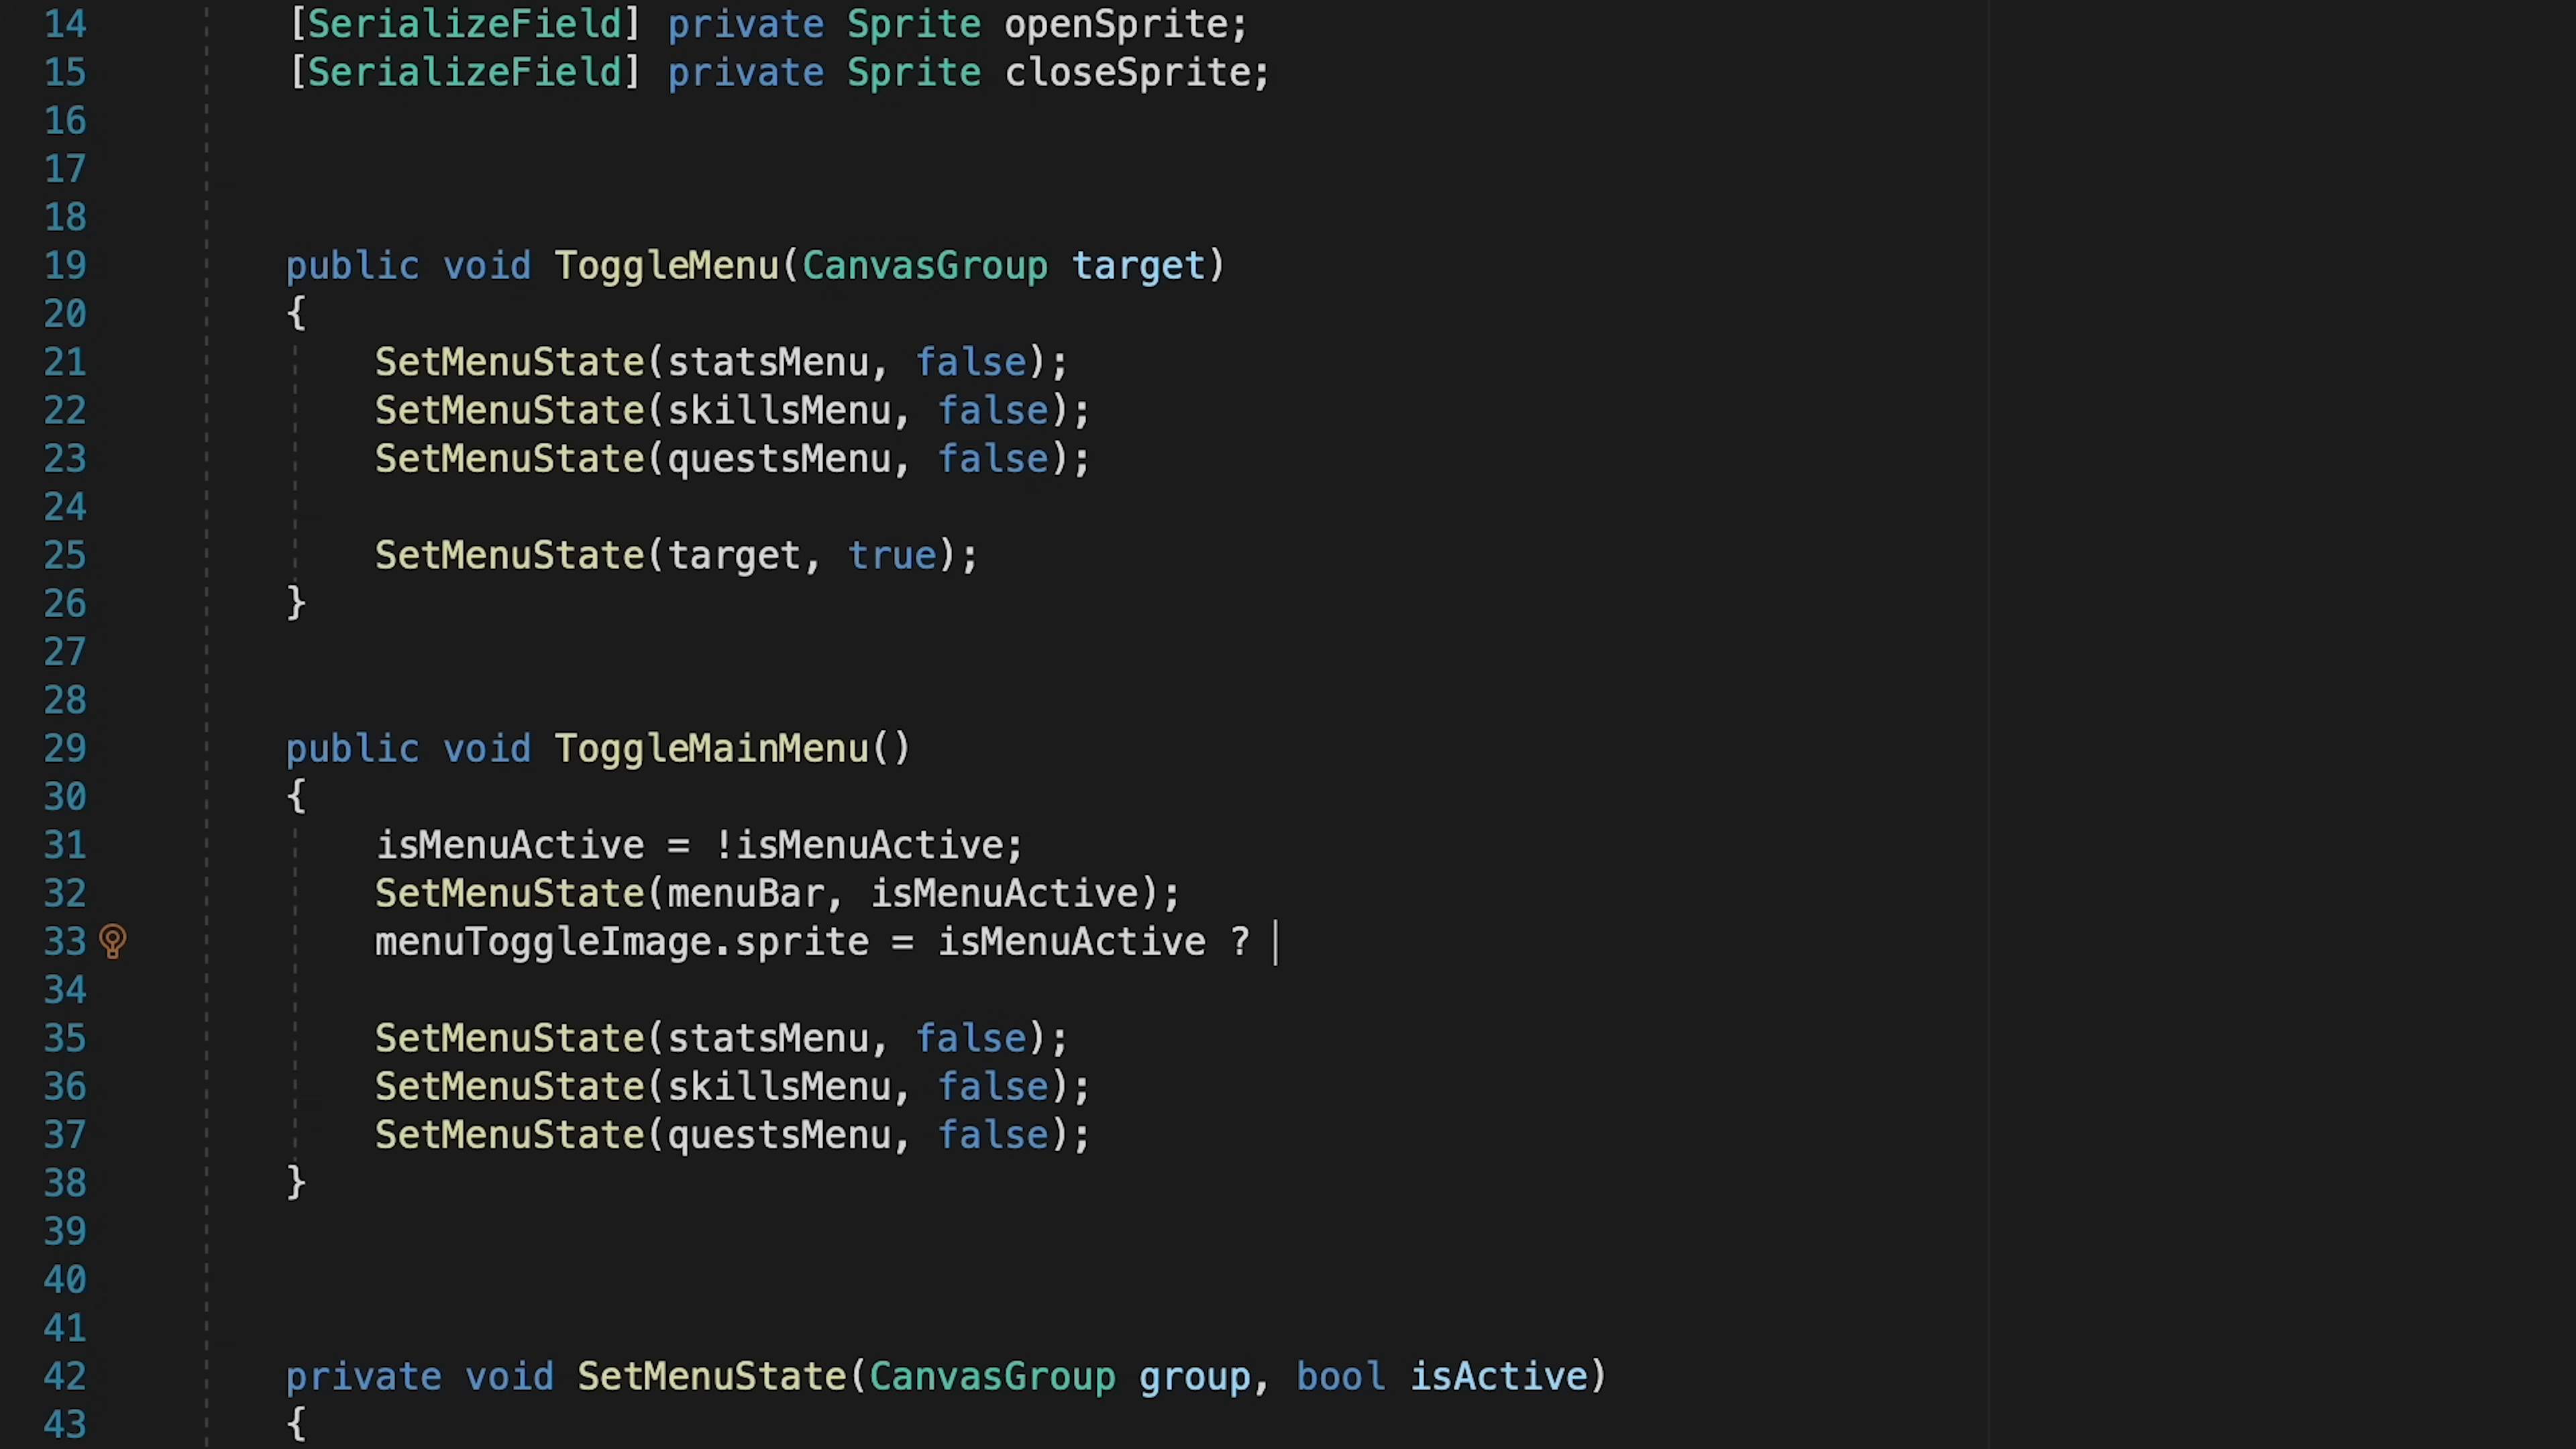 14 [SerializeField] private Sprite openSprite;
15 [SerializeField] private Sprite closeSprite;
16
17
18
19 public void ToggleMenu(CanvasGroup target)
20 {
21 SetMenuState(statsMenu, false);
22 SetMenuState(skillsMenu, false);
23 SetMenuState(questsMenu, false);
24
25 SetMenuState(target, true);
26 }
27
28
29 public void ToggleMainMenu()
30 {
31 isMenuActive = !isMenuActive;
32 SetMenuState(menuBar, isMenuActive);
33 menuToggleImage.sprite = isMenuActive ?
34
35 SetMenuState(statsMenu, false);
36 SetMenuState(skillsMenu, false);
37 SetMenuState(questsMenu, false);
38 }
39
40
41
42 private void SetMenuState(CanvasGroup group, bool isActive)
43 {